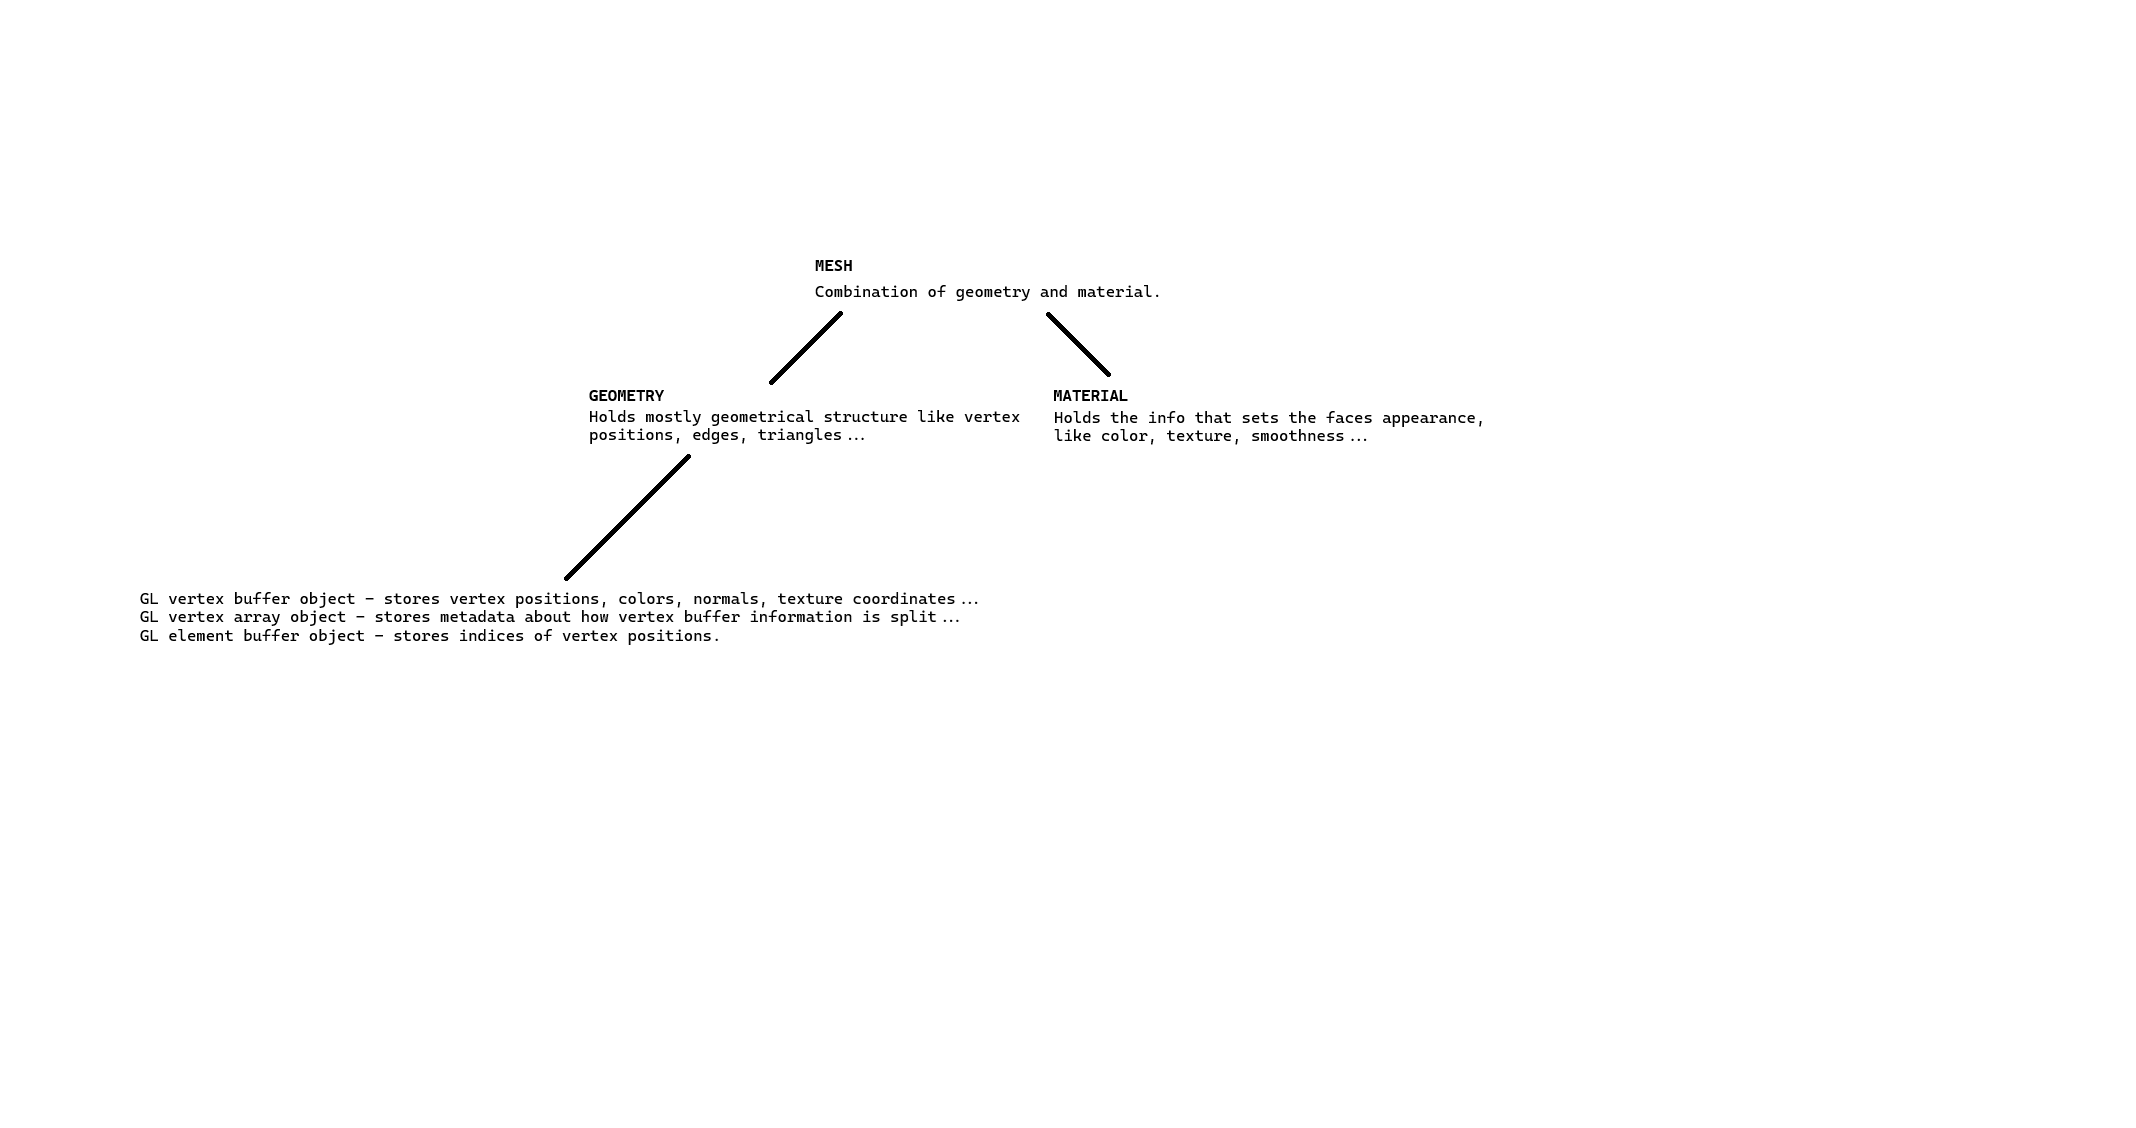 MESH
Combination of geometry and material.
GEOMETRY
Holds mostly geometrical structure like vertex
positions, edges, triangles...
MATERIAL
Holds the info that sets the faces appearance,
like color, texture, smoothness...
GL vertex buffer object - stores vertex positions, colors, normals, texture coordinates...
GL vertex array object - stores metadata about how vertex buffer information is split...
GL element buffer object - stores indices of vertex positions.